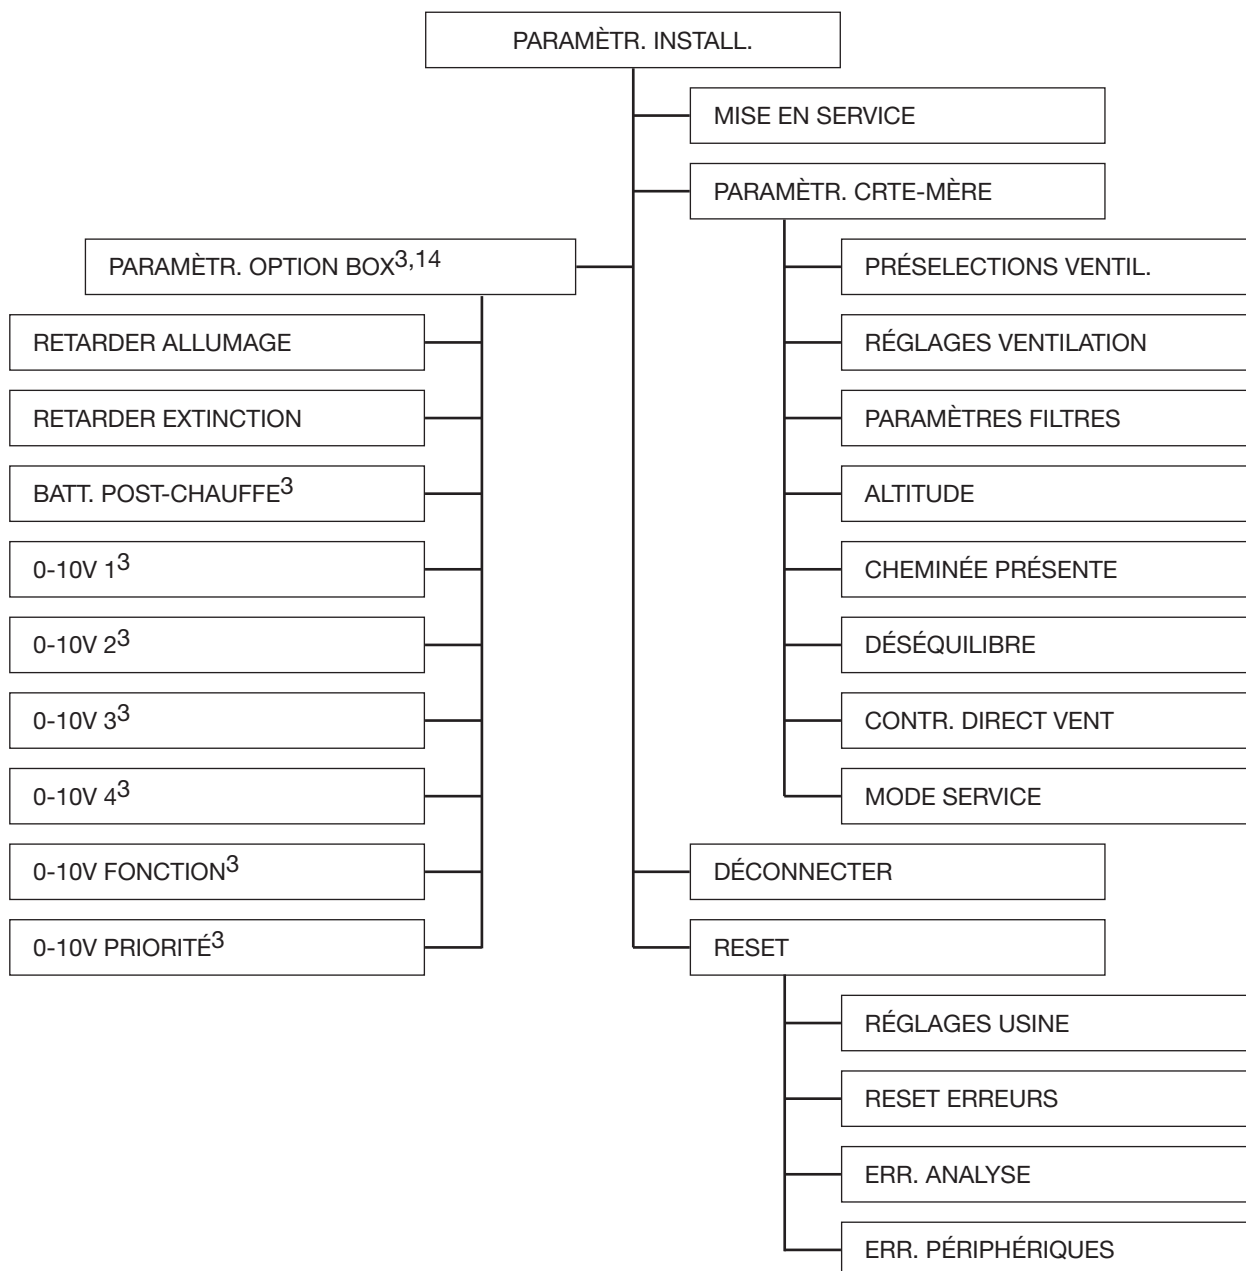 PARAMÈTR. INSTALL.
MISE EN SERVICE
PARAMÈTR. CRTE-MÈRE
PARAMÈTR. OPTION BOX3,14
PRÉSELECTIONS VENTIL.
RETARDER ALLUMAGE
RÉGLAGES VENTILATION
RETARDER EXTINCTION
PARAMÈTRES FILTRES
BATT. POST-CHAUFFE3
ALTITUDE
0-10V 13
CHEMINÉE PRÉSENTE
0-10V 23
DÉSÉQUILIBRE
0-10V 33
CONTR. DIRECT VENT
0-10V 43
MODE SERVICE
0-10V FONCTION3
DÉCONNECTER
0-10V PRIORITÉ3
RESET
RÉGLAGES USINE
RESET ERREURS
ERR. ANALYSE
ERR. PÉRIPHÉRIQUES